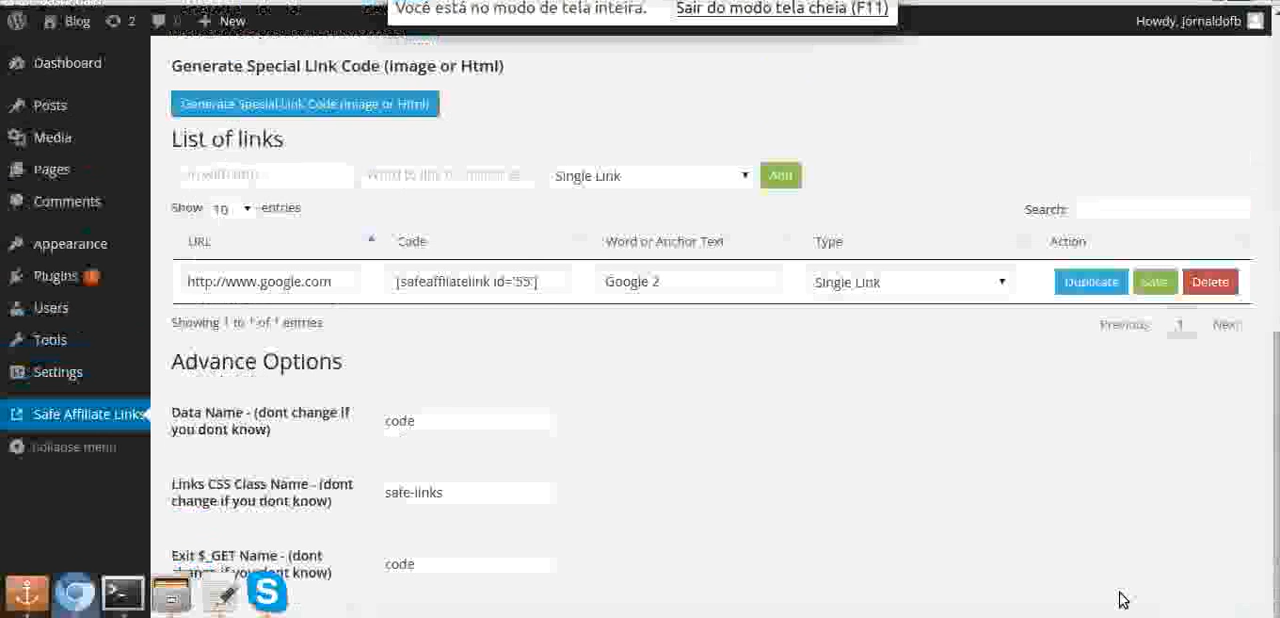 Você está no modo de tela inteira. Sair do modo tela cheia (F11)
Blog 2 New Howdy, jornaldofb
Dashboard
Posts
Media
Pages
Comments
Appearance
Plugins
Users
Tools
Settings
Safe Affiliate Links
Collapse menu
Generate Special Link Code (Image or Html)
Generate Special Link Code (Image or Html)
List of links
Single Link Add
Show 10 entries Search:
URL Code Word or Anchor Text Type Action
http://www.google.com [safeaffiliatelink id='55'] Google 2 Single Link Duplicate Save Delete
Showing 1 to 1 of 1 entries Previous 1 Next
Advance Options
Data Name - (dont change if
you dont know)
code
Links CSS Class Name - (dont
change if you dont know)
safe-links
Exit $_GET Name - (dont
change if you dont know)
code